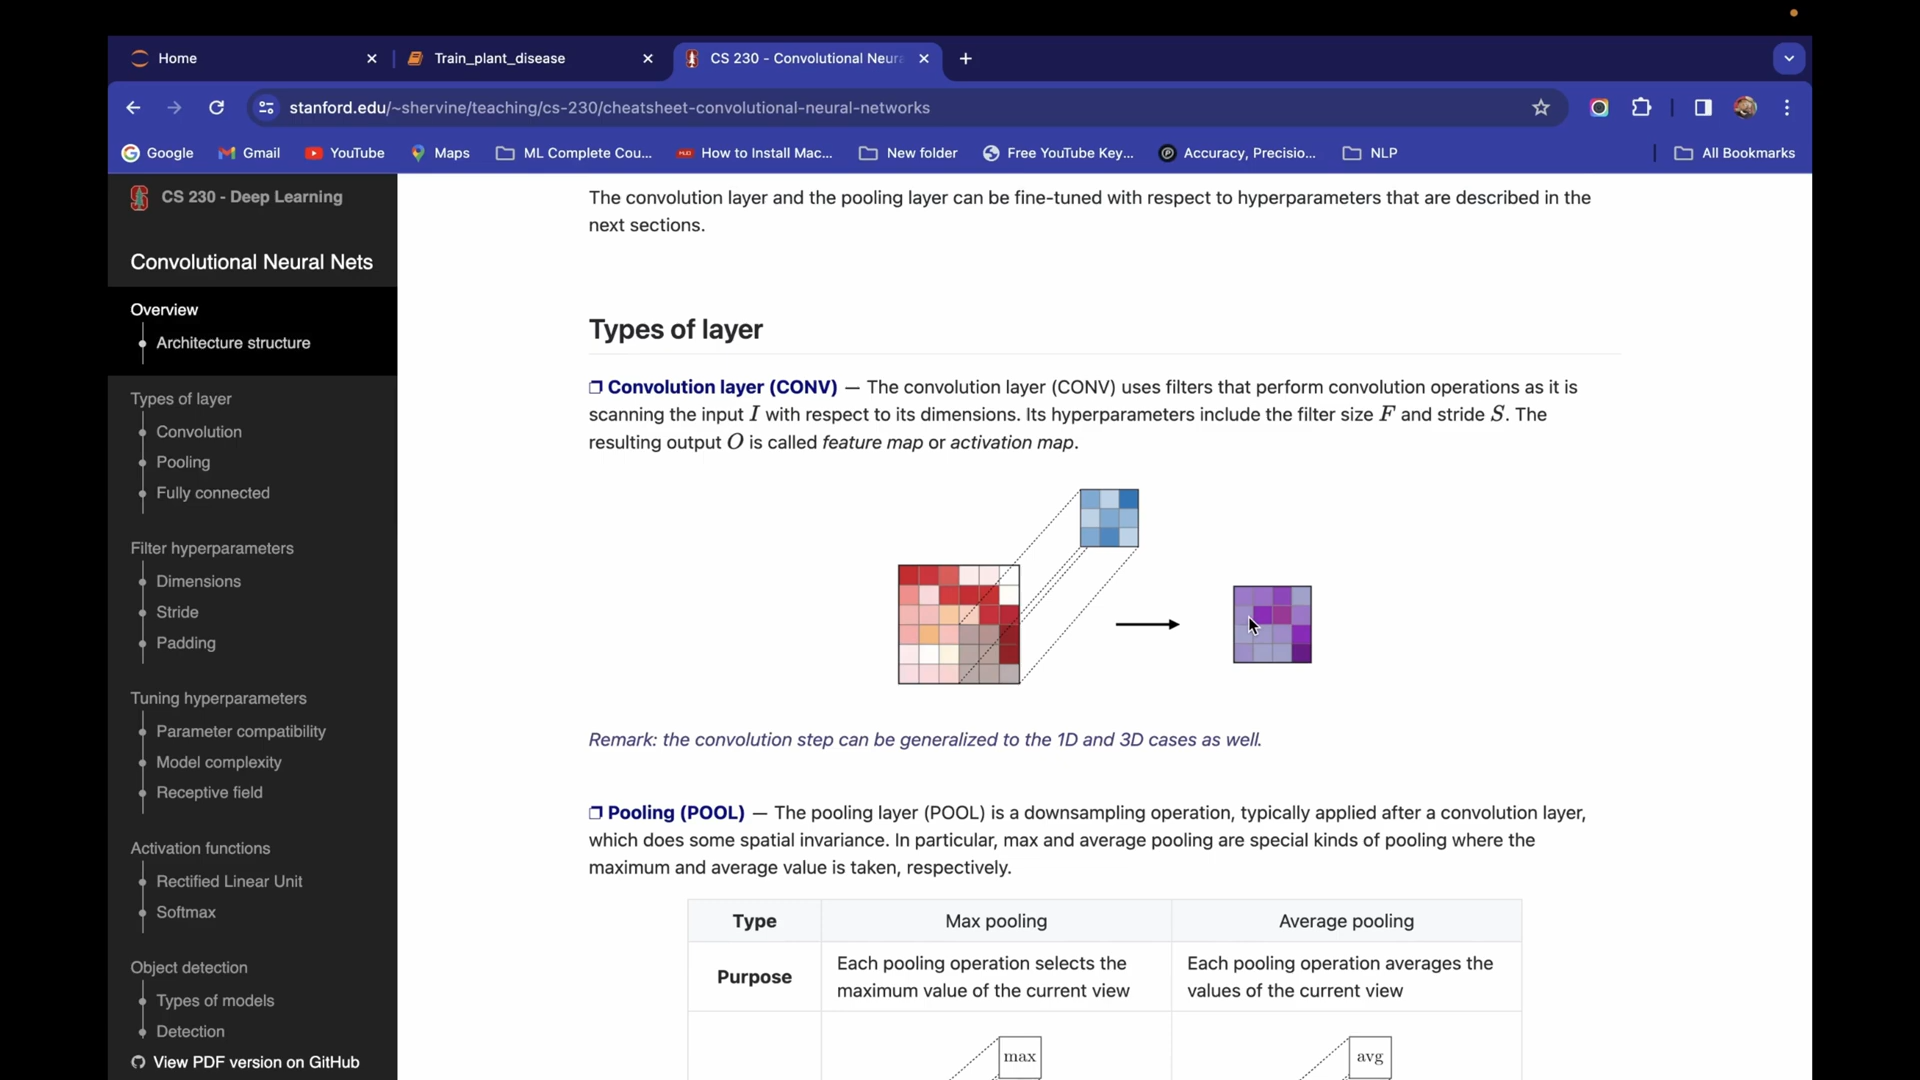 Home
Train_plant_disease
CS 230 - Convolutional Neura
stanford.edu/~shervine/teaching/cs-230/cheatsheet-convolutional-neural-networks
Google
Gmail
YouTube
Maps
ML Complete Cou...
How to Install Mac...
New folder
Free YouTube Key...
Accuracy, Precisio...
NLP
All Bookmarks
CS 230 - Deep Learning
Convolutional Neural Nets
Overview
Architecture structure
Types of layer
Convolution
Pooling
Fully connected
Filter hyperparameters
Dimensions
Stride
Padding
Tuning hyperparameters
Parameter compatibility
Model complexity
Receptive field
Activation functions
Rectified Linear Unit
Softmax
Object detection
Types of models
Detection
View PDF version on GitHub
The convolution layer and the pooling layer can be fine-tuned with respect to hyperparameters that are described in the
next sections.
Types of layer
Convolution layer (CONV) — The convolution layer (CONV) uses filters that perform convolution operations as it is
scanning the input I with respect to its dimensions. Its hyperparameters include the filter size F and stride S. The
resulting output O is called feature map or activation map.
Remark: the convolution step can be generalized to the 1D and 3D cases as well.
Pooling (POOL) — The pooling layer (POOL) is a downsampling operation, typically applied after a convolution layer,
which does some spatial invariance. In particular, max and average pooling are special kinds of pooling where the
maximum and average value is taken, respectively.
Type
Max pooling
Average pooling
Purpose
Each pooling operation selects the
maximum value of the current view
Each pooling operation averages the
values of the current view
max
avg